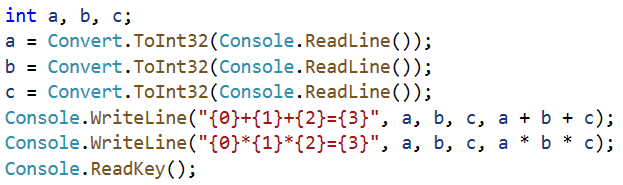 int a, b, c;
a = Convert.ToInt32(Console.ReadLine());
b = Convert.ToInt32(Console.ReadLine());
c = Convert.ToInt32(Console.ReadLine());
Console.WriteLine("{0}+{1}+{2}={3}", a, b, c, a + b + c);
Console.WriteLine("{0}*{1}*{2}={3}", a, b, c, a * b * c);
Console.ReadKey();